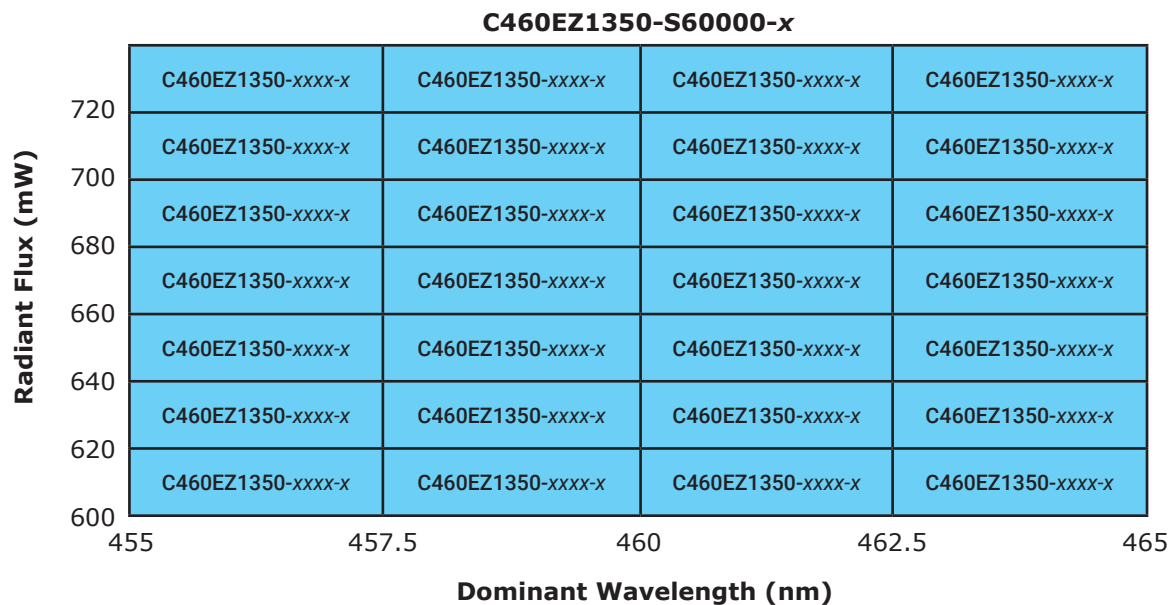 C460EZ1350-S60000-x
C460EZ1350-xxxx-x C460EZ1350-xxxx-x C460EZ1350-xxxx-x C460EZ1350-xxxx-x
720
C460EZ1350-xxxx-x C460EZ1350-xxxx-x C460EZ1350-xxxx-x C460EZ1350-xxxx-x
700
C460EZ1350-xxxx-x C460EZ1350-xxxx-x C460EZ1350-xxxx-x C460EZ1350-xxxx-x
680
C460EZ1350-xxxx-x C460EZ1350-xxxx-x C460EZ1350-xxxx-x C460EZ1350-xxxx-x
660
C460EZ1350-xxxx-x C460EZ1350-xxxx-x C460EZ1350-xxxx-x C460EZ1350-xxxx-x
640
C460EZ1350-xxxx-x C460EZ1350-xxxx-x C460EZ1350-xxxx-x C460EZ1350-xxxx-x
620
C460EZ1350-xxxx-x C460EZ1350-xxxx-x C460EZ1350-xxxx-x C460EZ1350-xxxx-x
600
Radiant Flux (mW)
455 457.5 460 462.5 465
Dominant Wavelength (nm)